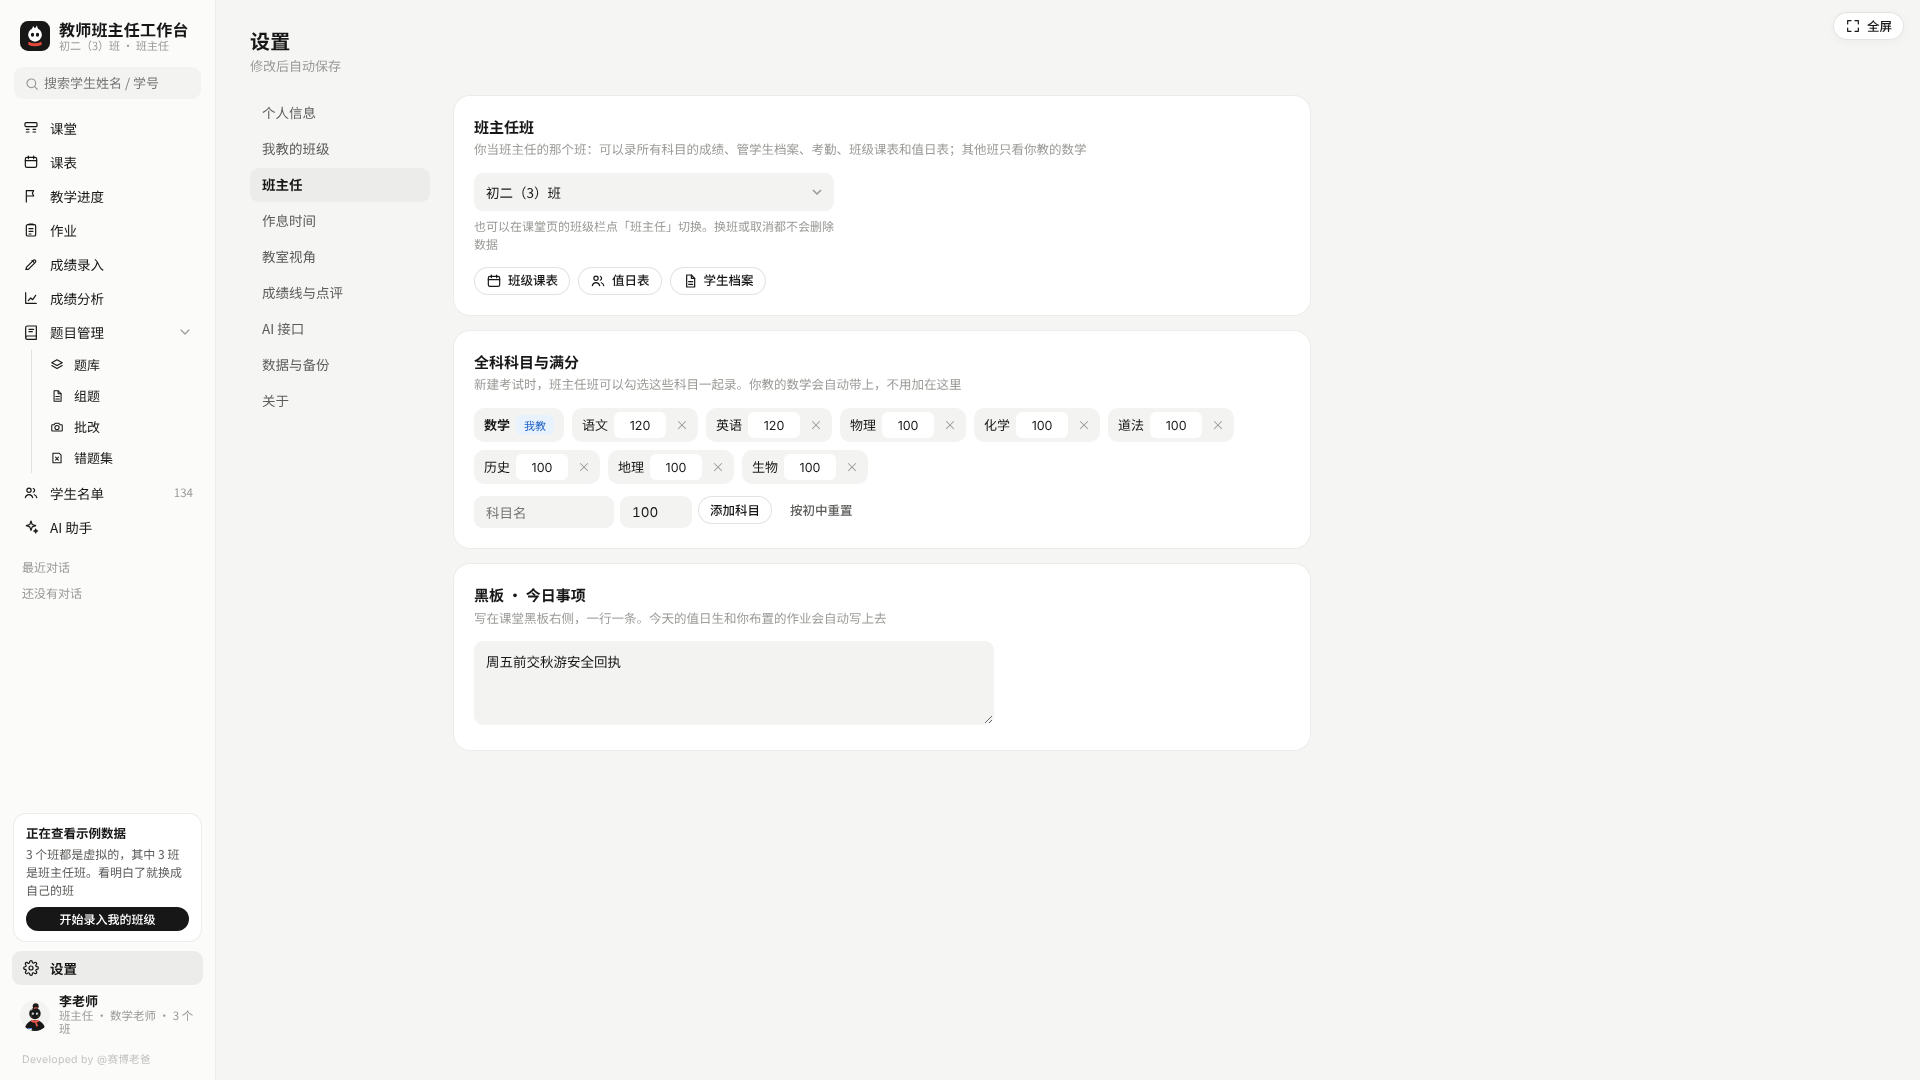 教师班主任工作台
初二（3）班 · 班主任
搜索学生姓名 / 学号
课堂
课表
教学进度
作业
成绩录入
成绩分析
题目管理
题库
组题
批改
错题集
学生名单 134
AI 助手
最近对话
还没有对话
正在查看示例数据
3 个班都是虚拟的，其中 3 班
是班主任班。看明白了就换成
自己的班
开始录入我的班级
设置
李老师
班主任 · 数学老师 · 3 个
班
Developed by @赛博老爸
设置
修改后自动保存
全屏
个人信息
我教的班级
班主任
作息时间
教室视角
成绩线与点评
AI 接口
数据与备份
关于
班主任班
你当班主任的那个班：可以录所有科目的成绩、管学生档案、考勤、班级课表和值日表；其他班只看你教的数学
初二（3）班
也可以在课堂页的班级栏点「班主任」切换。换班或取消都不会删除
数据
班级课表 值日表 学生档案
全科科目与满分
新建考试时，班主任班可以勾选这些科目一起录。你教的数学会自动带上，不用加在这里
数学 我教 语文 120 英语 120 物理 100 化学 100 道法 100
历史 100 地理 100 生物 100
科目名 100 添加科目 按初中重置
黑板 · 今日事项
写在课堂黑板右侧，一行一条。今天的值日生和你布置的作业会自动写上去
周五前交秋游安全回执